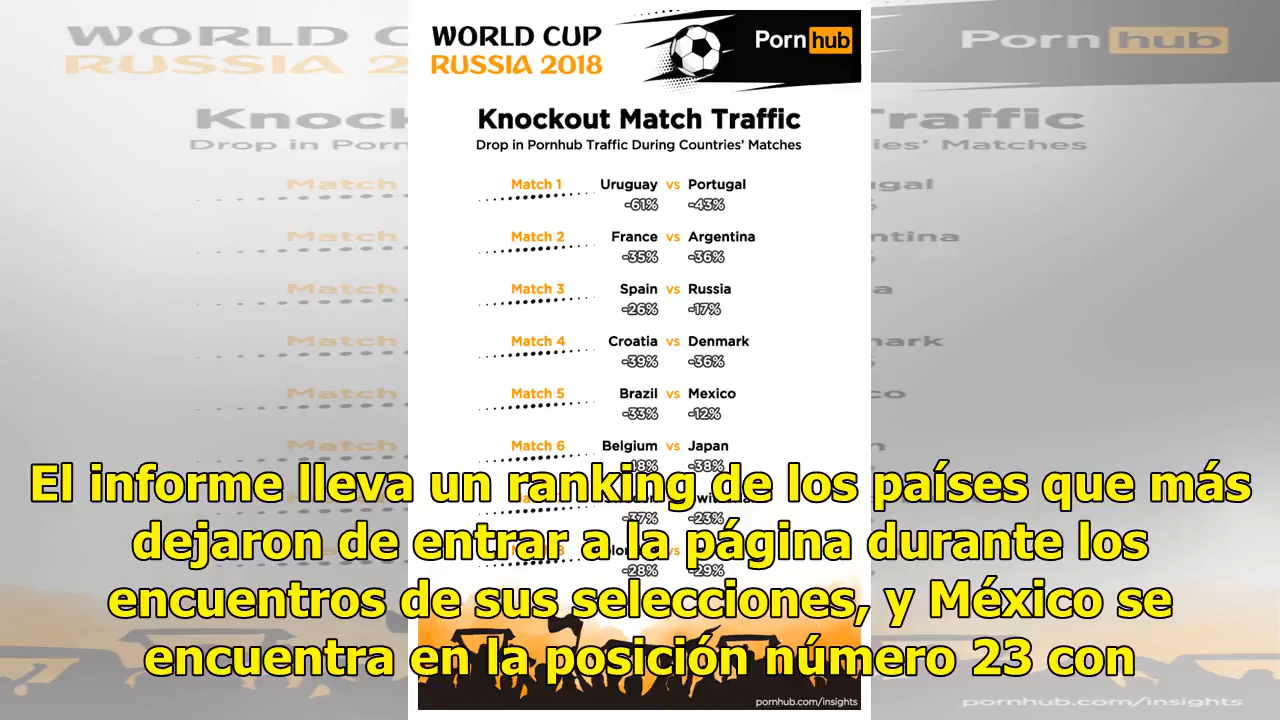 WORLD CUP
RUSSIA 2018
Pornhub
Knockout Match Traffic
Drop in Pornhub Traffic During Countries' Matches
Match 1 Uruguay vs Portugal
-61% -43%
Match 2 France vs Argentina
-35% -36%
Match 3 Spain vs Russia
-26% -17%
Match 4 Croatia vs Denmark
-39% -36%
Match 5 Brazil vs Mexico
-33% -12%
Match 6 Belgium vs Japan
-38%
vs
-37% -23%
vs
-28% -29%
El informe lleva un ranking de los países que más
dejaron de entrar a la página durante los
encuentros de sus selecciones, y México se
encuentra en la posición número 23 con
pornhub.com/insights